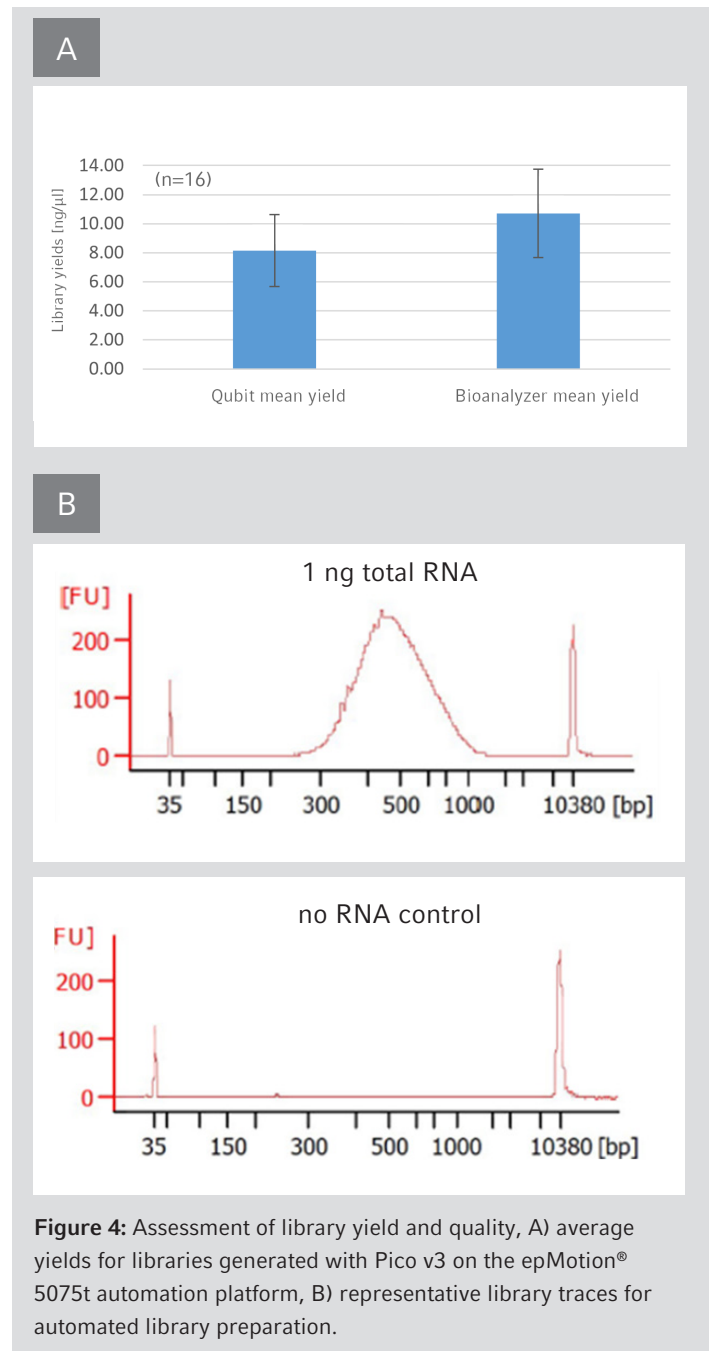 A
14.00
(n=16)
12.00
10.00
8.00
6.00
4.00
2.00
0.00
Library yields [ng/µl]
Qubit mean yield Bioanalyzer mean yield
B
1 ng total RNA
[FU]
200
100
0
35 150 300 500 1000 10380 [bp]
no RNA control
FU]
200
100
0
35 150 300 500 1000 10380 [bp]
Figure 4: Assessment of library yield and quality, A) average
yields for libraries generated with Pico v3 on the epMotion®
5075t automation platform, B) representative library traces for
automated library preparation.